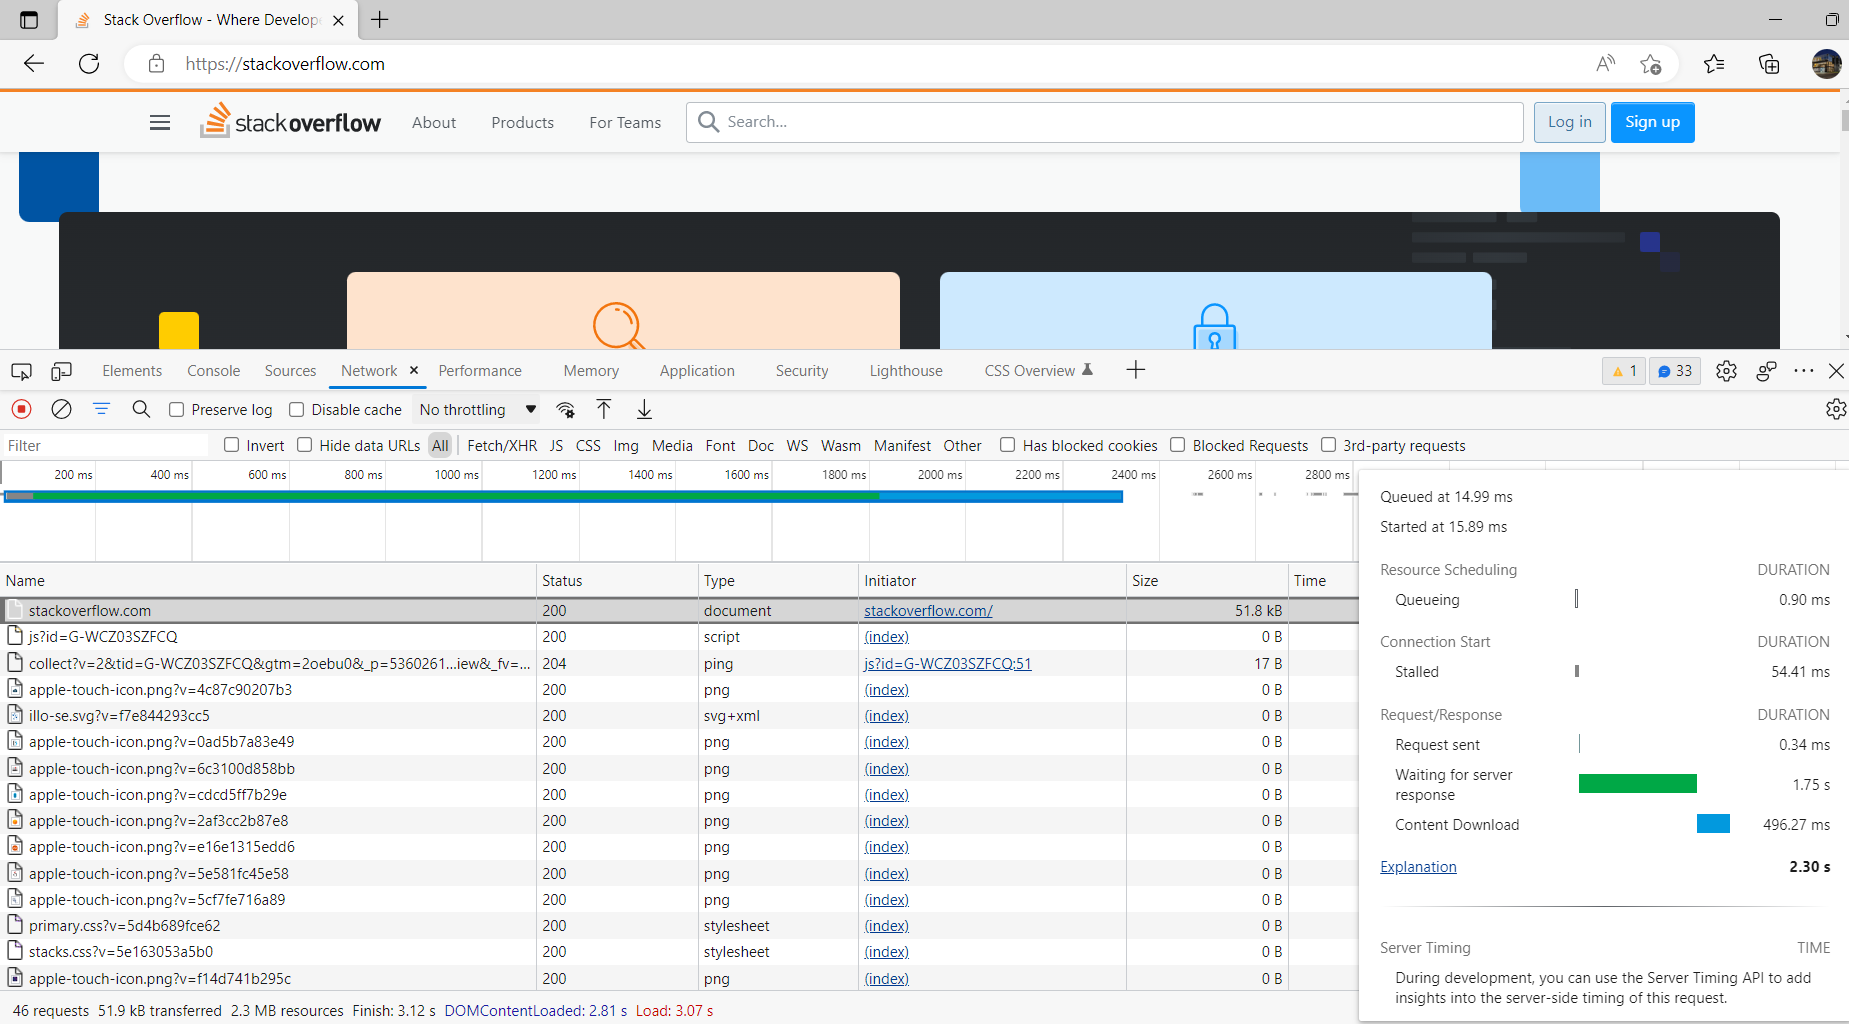 Stack Overflow - Where Develope
https://stackoverflow.com
stackoverflow About Products For Teams Search... Log in Sign up
Elements Console Sources Network Performance Memory Application Security Lighthouse CSS Overview 1 33
Preserve log Disable cache No throttling
Filter Invert Hide data URLs All Fetch/XHR JS CSS Img Media Font Doc WS Wasm Manifest Other Has blocked cookies Blocked Requests 3rd-party requests
200 ms 400 ms 600 ms 800 ms 1000 ms 1200 ms 1400 ms 1600 ms 1800 ms 2000 ms 2200 ms 2400 ms 2600 ms 2800 ms
Name Status Type Initiator Size Time
stackoverflow.com 200 document stackoverflow.com/ 51.8 kB
js?id=G-WCZ03SZFCQ 200 script (index) 0 B
collect?v=2&tid=G-WCZ03SZFCQ&gtm=2oebu0&_p=5360261...iew&_fv=... 204 ping js?id=G-WCZ03SZFCQ:51 17 B
apple-touch-icon.png?v=4c87c90207b3 200 png (index) 0 B
illo-se.svg?v=f7e844293cc5 200 svg+xml (index) 0 B
apple-touch-icon.png?v=0ad5b7a83e49 200 png (index) 0 B
apple-touch-icon.png?v=6c3100d858bb 200 png (index) 0 B
apple-touch-icon.png?v=cdcd5ff7b29e 200 png (index) 0 B
apple-touch-icon.png?v=2af3cc2b87e8 200 png (index) 0 B
apple-touch-icon.png?v=e16e1315edd6 200 png (index) 0 B
apple-touch-icon.png?v=5e581fc45e58 200 png (index) 0 B
apple-touch-icon.png?v=5cf7fe716a89 200 png (index) 0 B
primary.css?v=5d4b689fce62 200 stylesheet (index) 0 B
stacks.css?v=5e163053a5b0 200 stylesheet (index) 0 B
apple-touch-icon.png?v=f14d741b295c 200 png (index) 0 B
46 requests 51.9 kB transferred 2.3 MB resources Finish: 3.12 s DOMContentLoaded: 2.81 s Load: 3.07 s
Queued at 14.99 ms
Started at 15.89 ms
Resource Scheduling DURATION
Queueing 0.90 ms
Connection Start DURATION
Stalled 54.41 ms
Request/Response DURATION
Request sent 0.34 ms
Waiting for server
response 1.75 s
Content Download 496.27 ms
Explanation 2.30 s
Server Timing TIME
During development, you can use the Server Timing API to add
insights into the server-side timing of this request.